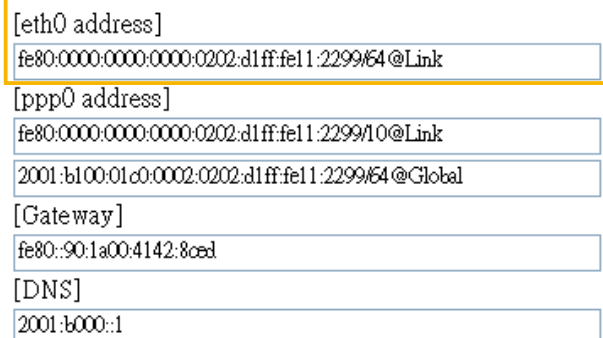 [eth0 address]
fe80:0000:0000:0000:0202:d1ff:fe11:2299/64@Link
[ppp0 address]
fe80:0000:0000:0000:0202:d1ff:fe11:2299/10@Link
2001:b100:01c0:0002:0202:d1ff:fe11:2299/64@Global
[Gateway]
fe80::90:1a00:4142:8ced
[DNS]
2001:b000::1